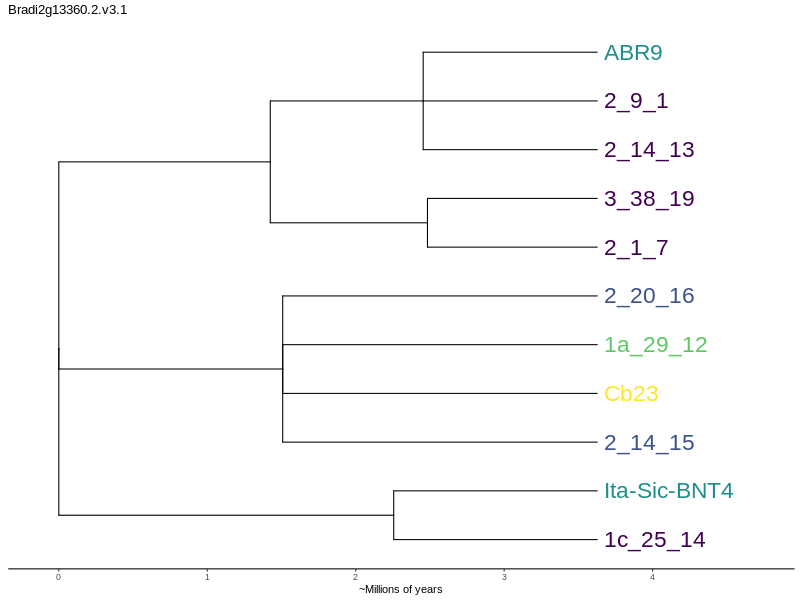 Bradi2g13360.2.v3.1
ABR9
2_9_1
2_14_13
3_38_19
2_1_7
2_20_16
1a_29_12
Cb23
2_14_15
Ita-Sic-BNT4
1c_25_14
0 1 2 3 4
~Millions of years